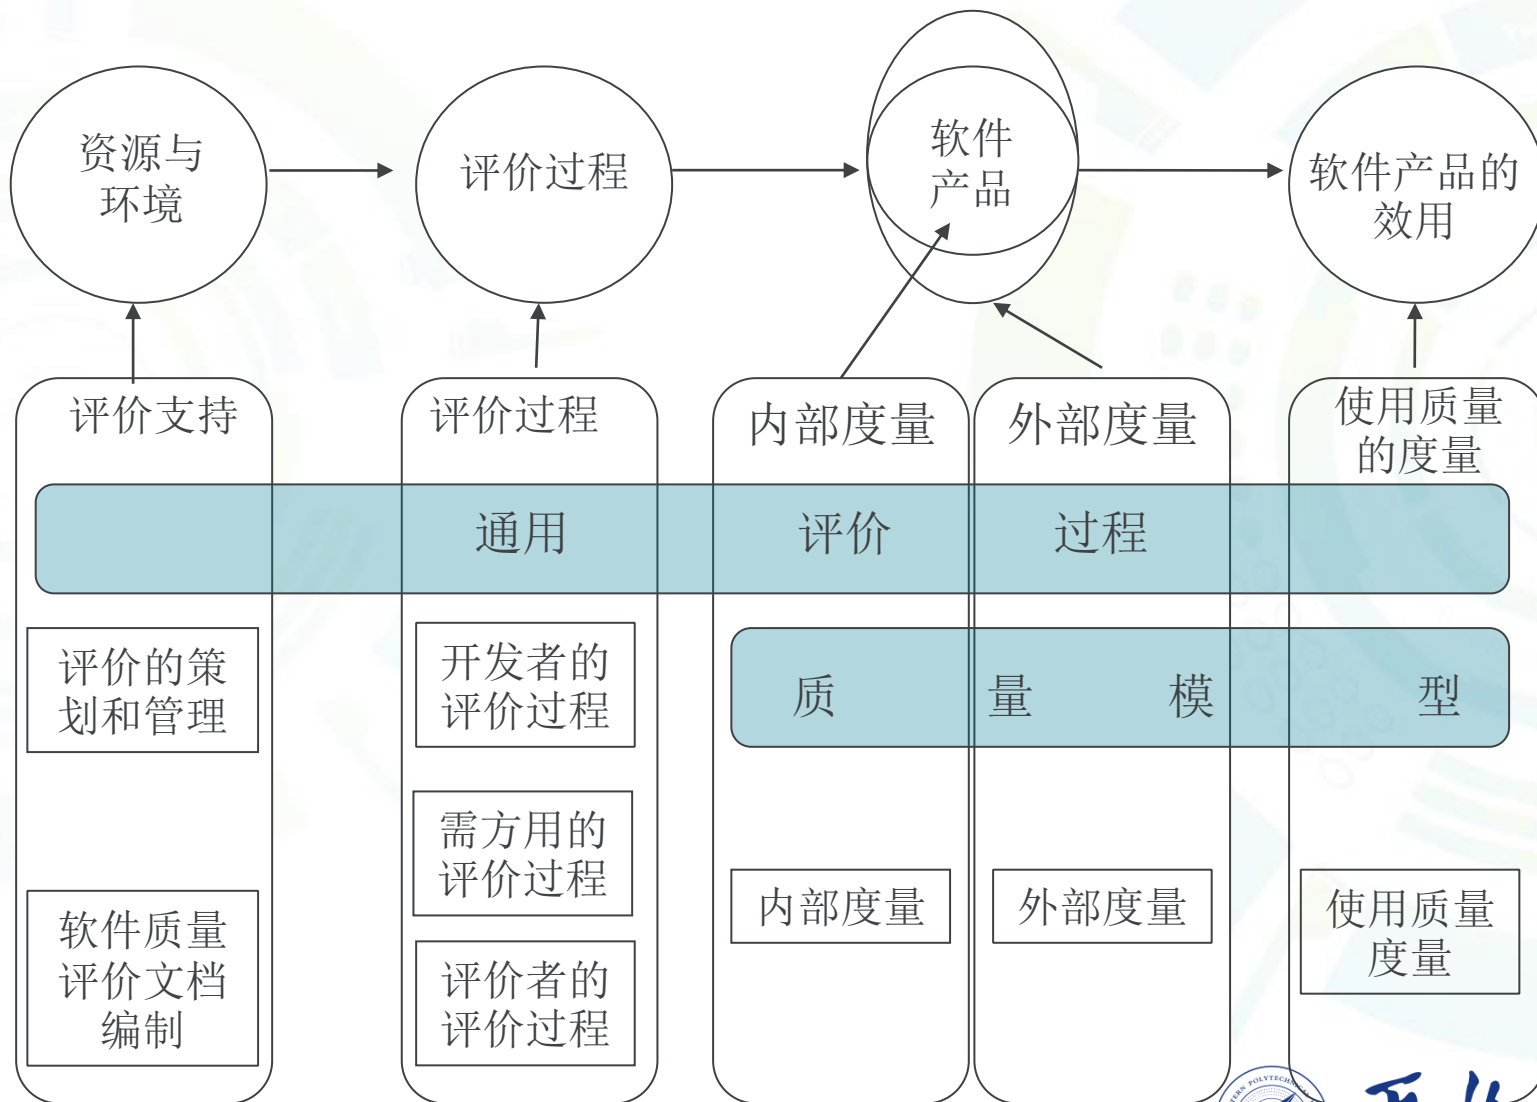 资源与
环境
评价过程
软件
产品
软件产品的
效用
评价支持
评价过程
内部度量
外部度量
使用质量
的度量
通用 评价 过程
评价的策
划和管理
开发者的
评价过程
质 量 模 型
需方用的
评价过程
内部度量
外部度量
使用质量
度量
软件质量
评价文档
编制
评价者的
评价过程